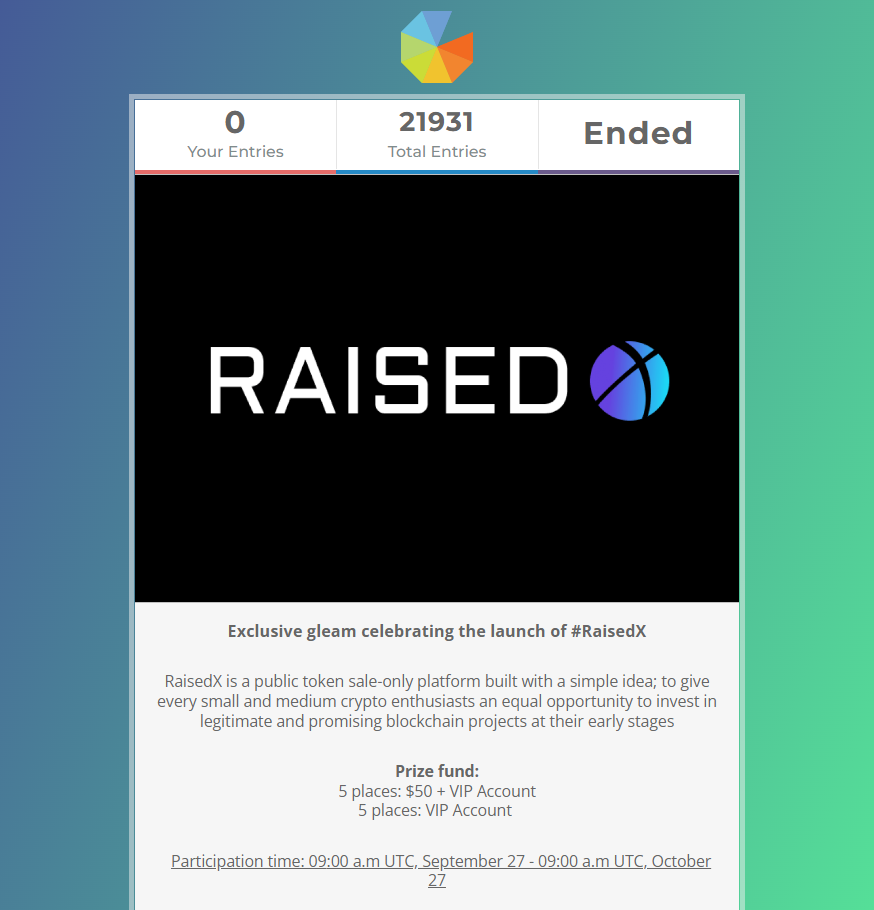 0
Your Entries
21931
Total Entries
Ended
RAISED
Exclusive gleam celebrating the launch of #RaisedX
RaisedX is a public token sale-only platform built with a simple idea; to give
every small and medium crypto enthusiasts an equal opportunity to invest in
legitimate and promising blockchain projects at their early stages
Prize fund:
5 places: $50 + VIP Account
5 places: VIP Account
Participation time: 09:00 a.m UTC, September 27 - 09:00 a.m UTC, October
27